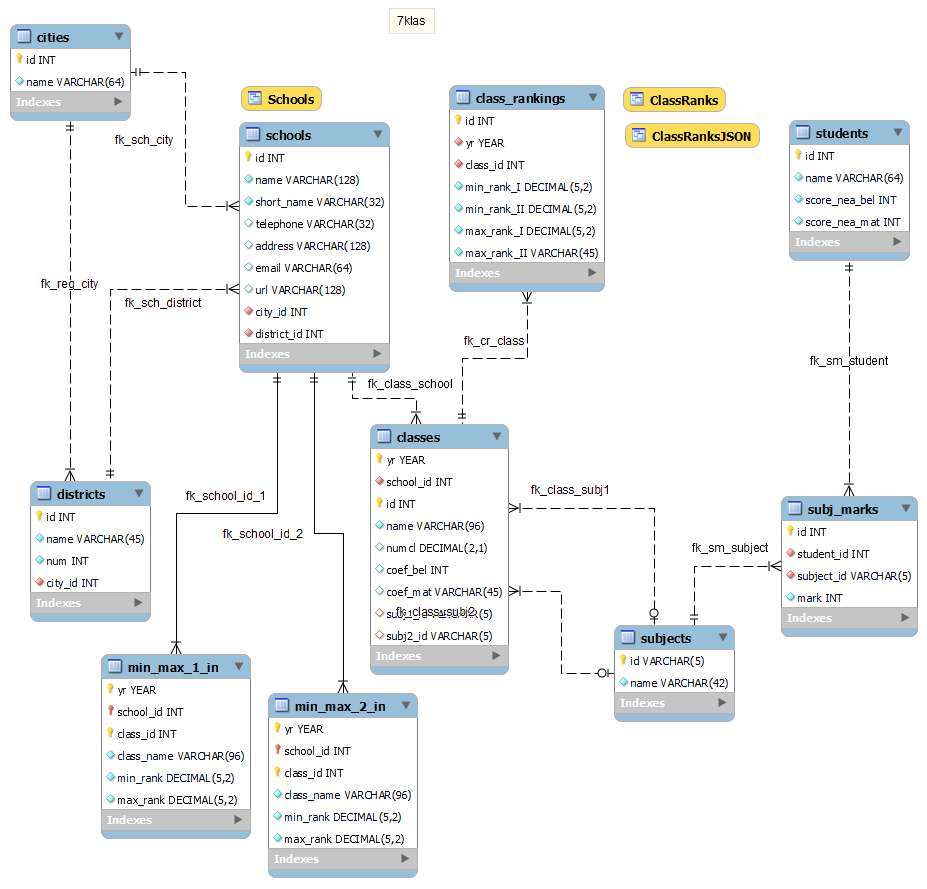 7klas
cities
id INT
name VARCHAR(64)
Indexes
fk_sch_city
fk_reg_city
fk_sch_district
Schools
schools
id INT
name VARCHAR(128)
short_name VARCHAR(32)
telephone VARCHAR(32)
address VARCHAR(128)
email VARCHAR(64)
url VARCHAR(128)
city_id INT
district_id INT
Indexes
class_rankings
id INT
yr YEAR
class_id INT
min_rank_I DECIMAL(5,2)
min_rank_II DECIMAL(5,2)
max_rank_I DECIMAL(5,2)
max_rank_II VARCHAR(45)
Indexes
ClassRanks
ClassRanksJSON
students
id INT
name VARCHAR(64)
score_nea_bel INT
score_nea_mat INT
Indexes
fk_cr_class
fk_class_school
fk_sm_student
districts
id INT
name VARCHAR(45)
num INT
city_id INT
Indexes
fk_school_id_1
fk_school_id_2
classes
yr YEAR
school_id INT
id INT
name VARCHAR(96)
numcl DECIMAL(2,1)
coef_bel INT
coef_mat VARCHAR(45)
fk_class_subj2
subj2_id VARCHAR(5)
Indexes
fk_class_subj1
fk_sm_subject
subj_marks
id INT
student_id INT
subject_id VARCHAR(5)
mark INT
Indexes
subjects
id VARCHAR(5)
name VARCHAR(42)
Indexes
min_max_1_in
yr YEAR
school_id INT
class_id INT
class_name VARCHAR(96)
min_rank DECIMAL(5,2)
max_rank DECIMAL(5,2)
Indexes
min_max_2_in
yr YEAR
school_id INT
class_id INT
class_name VARCHAR(96)
min_rank DECIMAL(5,2)
max_rank DECIMAL(5,2)
Indexes